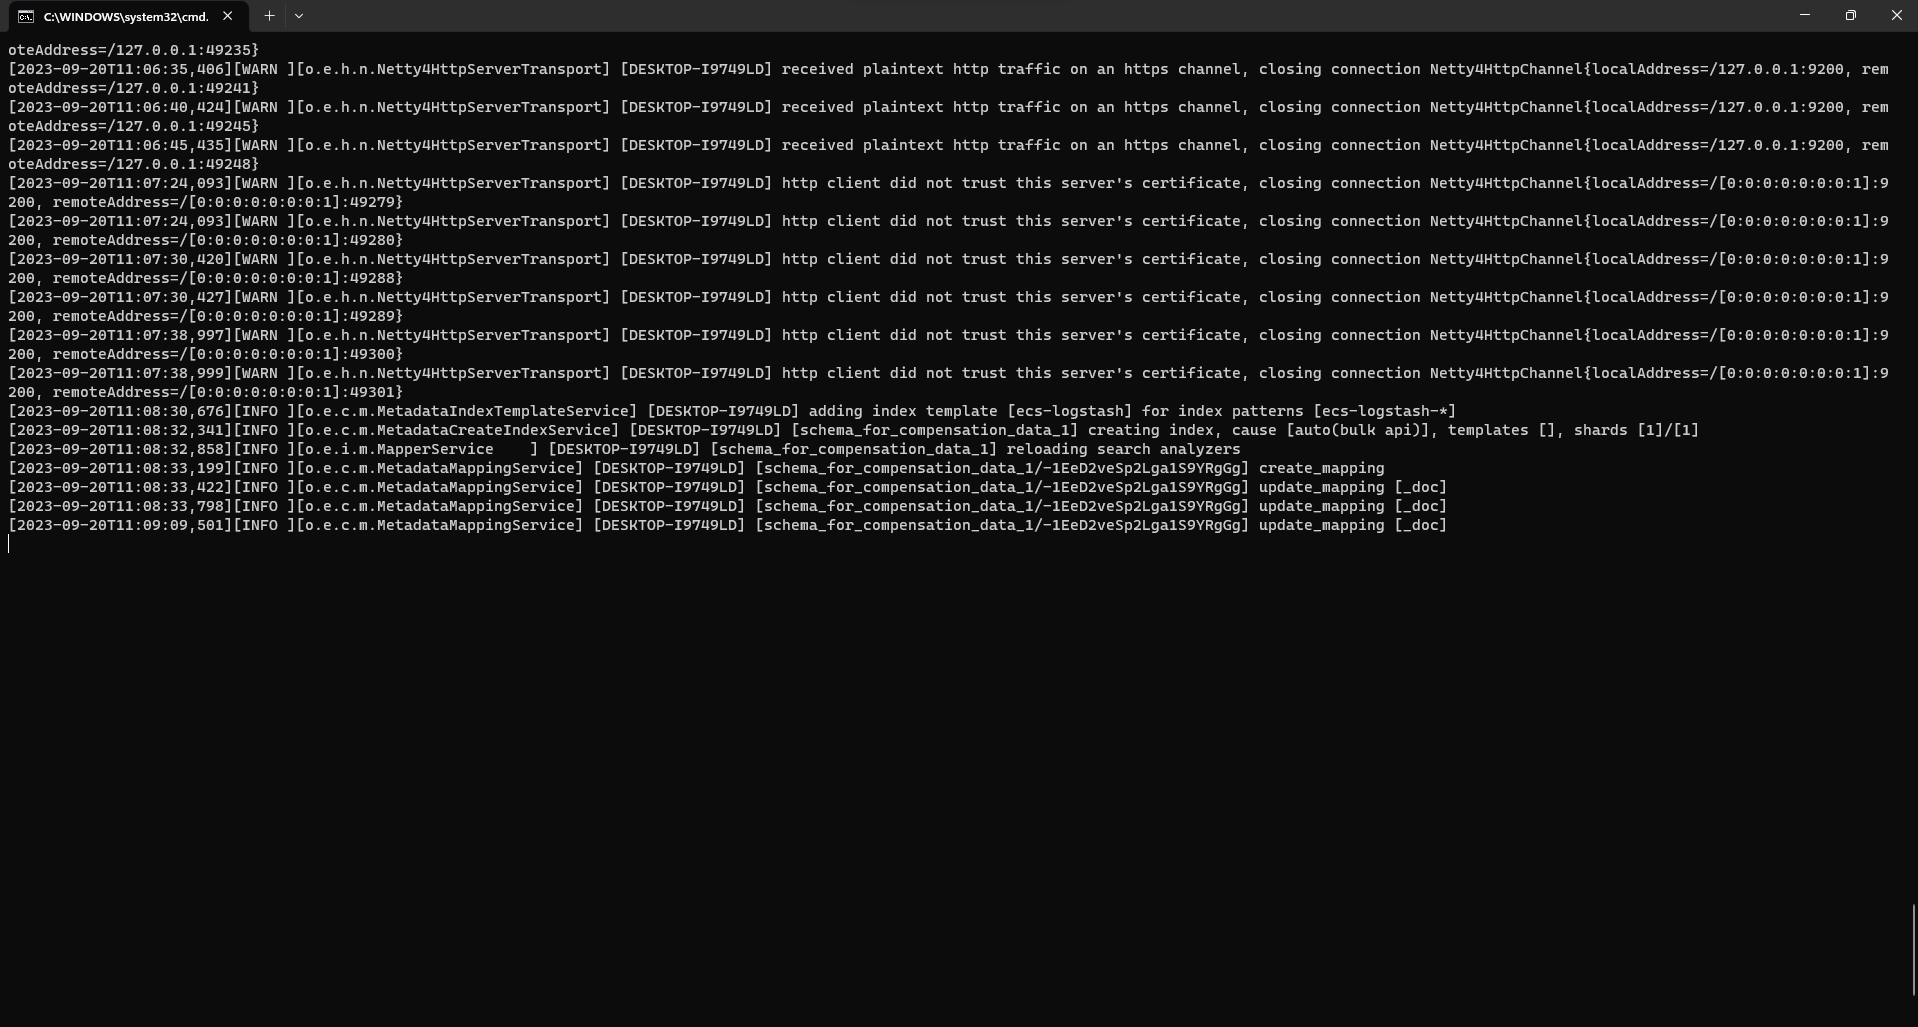 C:\WINDOWS\system32\cmd.
oteAddress=/127.0.0.1:49235}
[2023-09-20T11:06:35,406][WARN ][o.e.h.n.Netty4HttpServerTransport] [DESKTOP-I9749LD] received plaintext http traffic on an https channel, closing connection Netty4HttpChannel{localAddress=/127.0.0.1:9200, rem
oteAddress=/127.0.0.1:49241}
[2023-09-20T11:06:40,424][WARN ][o.e.h.n.Netty4HttpServerTransport] [DESKTOP-I9749LD] received plaintext http traffic on an https channel, closing connection Netty4HttpChannel{localAddress=/127.0.0.1:9200, rem
oteAddress=/127.0.0.1:49245}
[2023-09-20T11:06:45,435][WARN ][o.e.h.n.Netty4HttpServerTransport] [DESKTOP-I9749LD] received plaintext http traffic on an https channel, closing connection Netty4HttpChannel{localAddress=/127.0.0.1:9200, rem
oteAddress=/127.0.0.1:49248}
[2023-09-20T11:07:24,093][WARN ][o.e.h.n.Netty4HttpServerTransport] [DESKTOP-I9749LD] http client did not trust this server's certificate, closing connection Netty4HttpChannel{localAddress=/[0:0:0:0:0:0:0:1]:9
200, remoteAddress=/[0:0:0:0:0:0:0:1]:49279}
[2023-09-20T11:07:24,093][WARN ][o.e.h.n.Netty4HttpServerTransport] [DESKTOP-I9749LD] http client did not trust this server's certificate, closing connection Netty4HttpChannel{localAddress=/[0:0:0:0:0:0:0:1]:9
200, remoteAddress=/[0:0:0:0:0:0:0:1]:49280}
[2023-09-20T11:07:30,420][WARN ][o.e.h.n.Netty4HttpServerTransport] [DESKTOP-I9749LD] http client did not trust this server's certificate, closing connection Netty4HttpChannel{localAddress=/[0:0:0:0:0:0:0:1]:9
200, remoteAddress=/[0:0:0:0:0:0:0:1]:49288}
[2023-09-20T11:07:30,427][WARN ][o.e.h.n.Netty4HttpServerTransport] [DESKTOP-I9749LD] http client did not trust this server's certificate, closing connection Netty4HttpChannel{localAddress=/[0:0:0:0:0:0:0:1]:9
200, remoteAddress=/[0:0:0:0:0:0:0:1]:49289}
[2023-09-20T11:07:38,997][WARN ][o.e.h.n.Netty4HttpServerTransport] [DESKTOP-I9749LD] http client did not trust this server's certificate, closing connection Netty4HttpChannel{localAddress=/[0:0:0:0:0:0:0:1]:9
200, remoteAddress=/[0:0:0:0:0:0:0:1]:49300}
[2023-09-20T11:07:38,999][WARN ][o.e.h.n.Netty4HttpServerTransport] [DESKTOP-I9749LD] http client did not trust this server's certificate, closing connection Netty4HttpChannel{localAddress=/[0:0:0:0:0:0:0:1]:9
200, remoteAddress=/[0:0:0:0:0:0:0:1]:49301}
[2023-09-20T11:08:30,676][INFO ][o.e.c.m.MetadataIndexTemplateService] [DESKTOP-I9749LD] adding index template [ecs-logstash] for index patterns [ecs-logstash-*]
[2023-09-20T11:08:32,341][INFO ][o.e.c.m.MetadataCreateIndexService] [DESKTOP-I9749LD] [schema_for_compensation_data_1] creating index, cause [auto(bulk api)], templates [], shards [1]/[1]
[2023-09-20T11:08:32,858][INFO ][o.e.i.m.MapperService    ] [DESKTOP-I9749LD] [schema_for_compensation_data_1] reloading search analyzers
[2023-09-20T11:08:33,199][INFO ][o.e.c.m.MetadataMappingService] [DESKTOP-I9749LD] [schema_for_compensation_data_1/-1EeD2veSp2Lga1S9YRgGg] create_mapping
[2023-09-20T11:08:33,422][INFO ][o.e.c.m.MetadataMappingService] [DESKTOP-I9749LD] [schema_for_compensation_data_1/-1EeD2veSp2Lga1S9YRgGg] update_mapping [_doc]
[2023-09-20T11:08:33,798][INFO ][o.e.c.m.MetadataMappingService] [DESKTOP-I9749LD] [schema_for_compensation_data_1/-1EeD2veSp2Lga1S9YRgGg] update_mapping [_doc]
[2023-09-20T11:09:09,501][INFO ][o.e.c.m.MetadataMappingService] [DESKTOP-I9749LD] [schema_for_compensation_data_1/-1EeD2veSp2Lga1S9YRgGg] update_mapping [_doc]